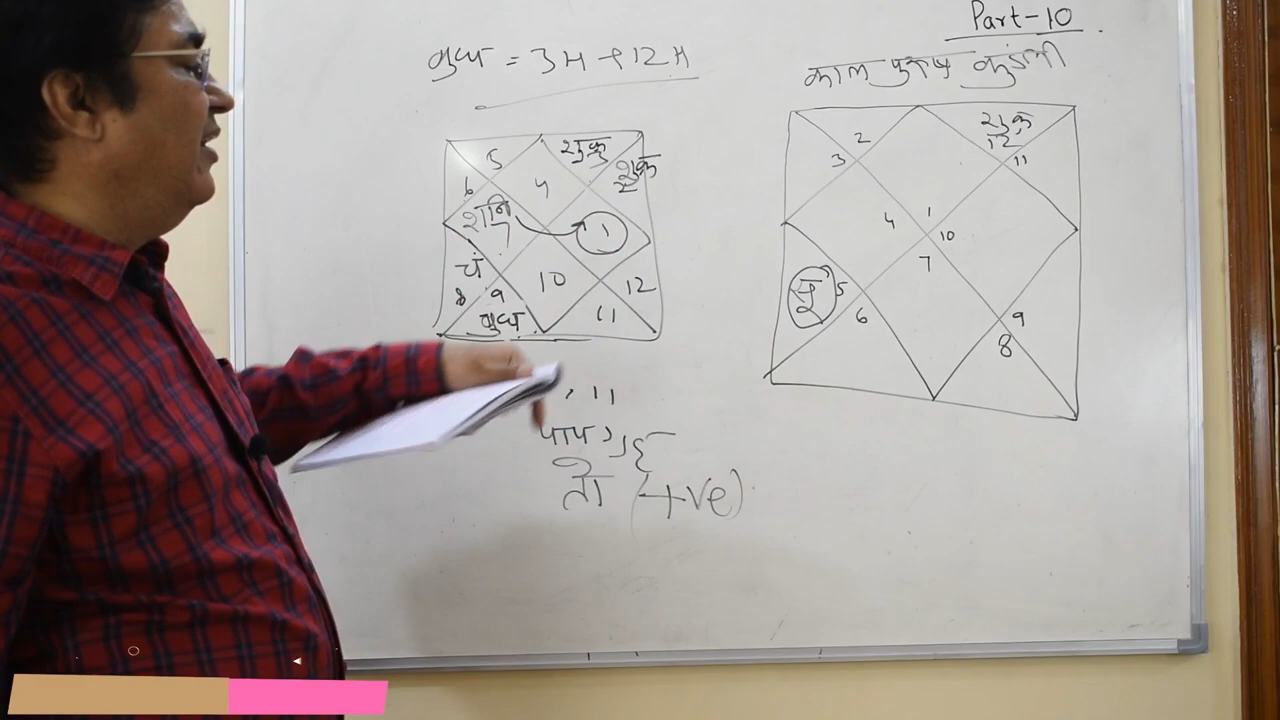 Part-10
बुध = 3H र 12H
काल पुरुष कुंडली
5
शुक्र
6
4
शुक्र
2
शनि
7
1
चं
8
9
10
12
बुध
11
2
शुक्र
12
3
11
4
1
10
7
सू
5
6
9
8
, 11
पाप
तो (+ve)